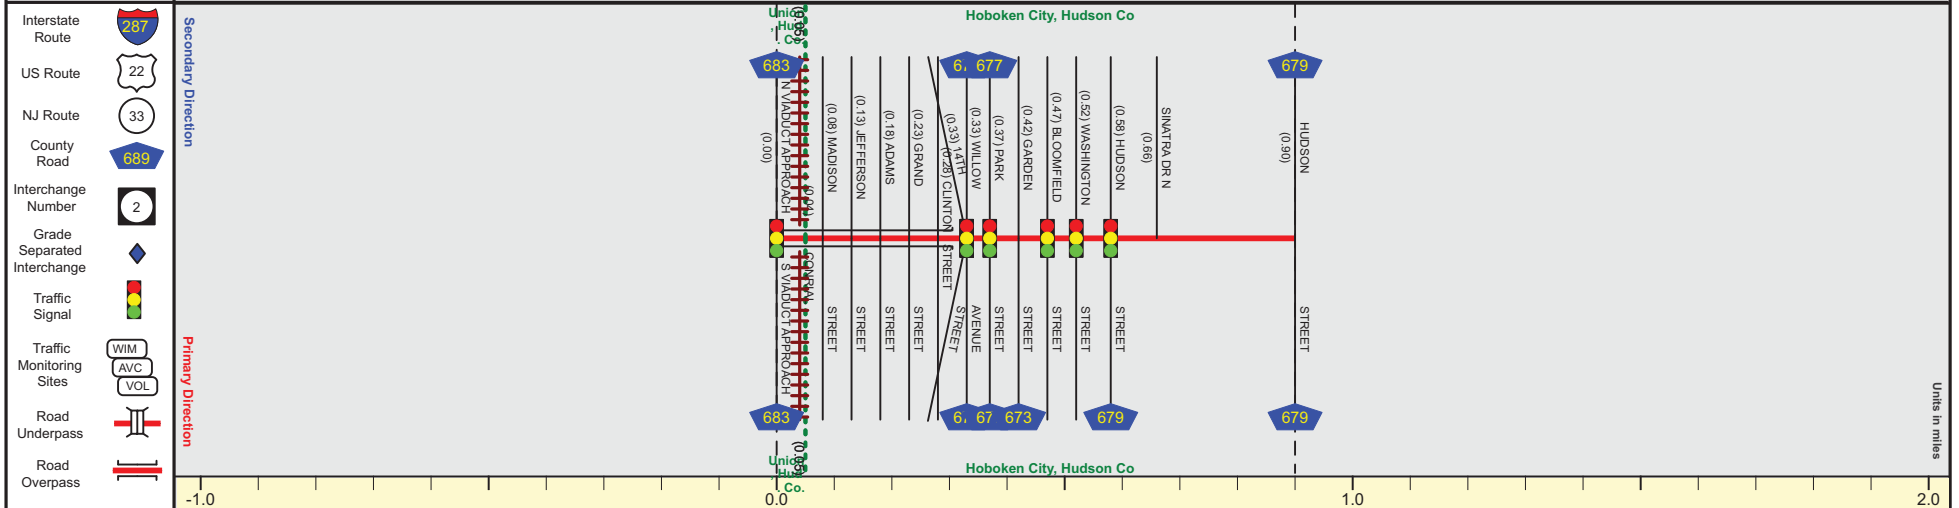 Interstate
Route
287
US Route
22
NJ Route
33
County
Road
689
Interchange
Number
2
Grade
Separated
Interchange
Traffic
Signal
Traffic
Monitoring
Sites
WIM
AVC
VOL
Road
Underpass
Road
Overpass
Secondary Direction
Primary Direction
Hoboken City, Hudson Co
683
677
679
(0.00)
N VIADUCT APPROACH
(0.04)
CONRAIL
S VIADUCT APPROACH
(0.08) MADISON
STREET
(0.13) JEFFERSON
STREET
(0.18) ADAMS
STREET
(0.23) GRAND
STREET
(0.28) CLINTON
STREET
(0.33) 14TH
STREET
(0.33) WILLOW
AVENUE
(0.37) PARK
STREET
(0.42) GARDEN
STREET
(0.47) BLOOMFIELD
STREET
(0.52) WASHINGTON
STREET
(0.58) HUDSON
STREET
SINATRA DR N
(0.66)
HUDSON
(0.90)
STREET
683
67
673
679
679
(0.05)
Hoboken City, Hudson Co
Units in miles
-1.0
0.0
1.0
2.0